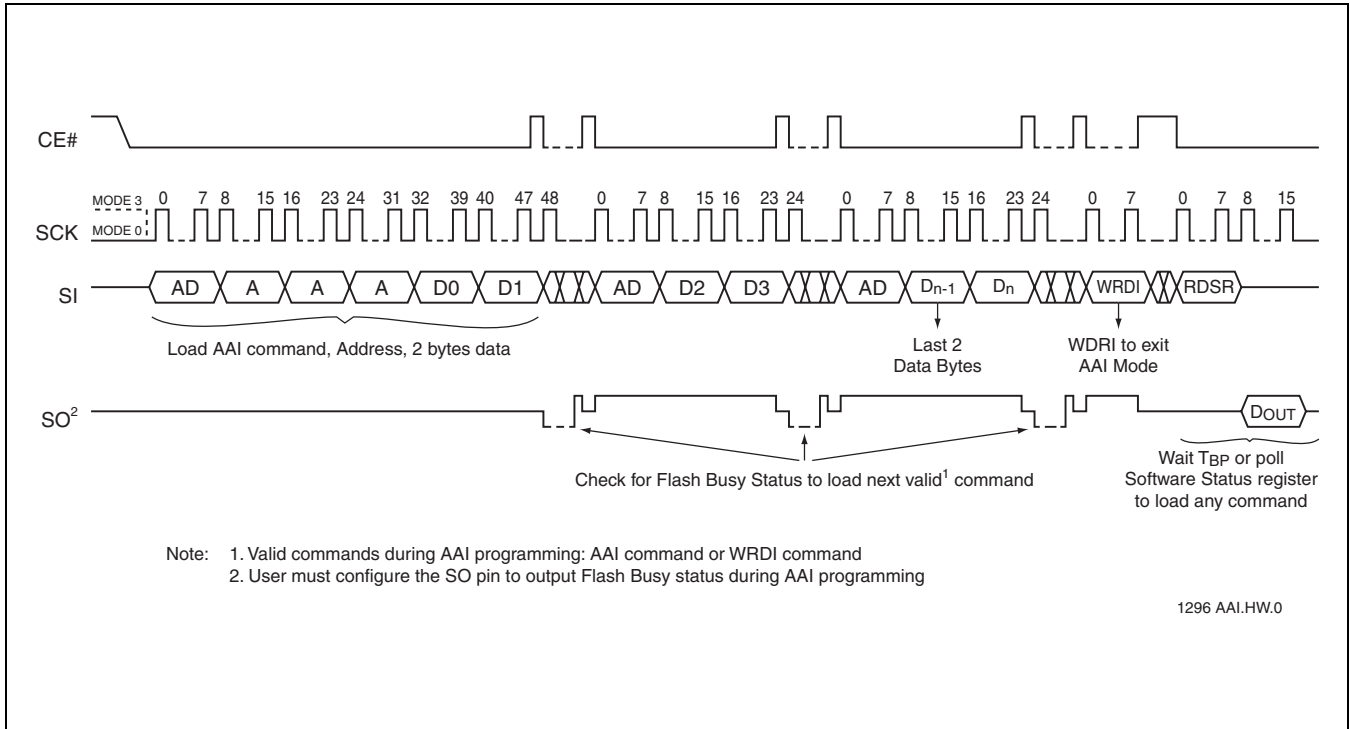 CE#
MODE 3 0 7 8 15 16 23 24 31 32 39 40 47 48 0 7 8 15 16 23 24 0 7 8 15 16 23 24 0 7 0 7 8 15
SCK MODE 0
SI AD A A A D0 D1 AD D2 D3 AD Dn-1 Dn WRDI RDSR
Load AAI command, Address, 2 bytes data
Last 2
Data Bytes
WDRI to exit
AAI Mode
SO2 DOUT
Check for Flash Busy Status to load next valid1 command
Wait TBP or poll
Software Status register
to load any command
Note: 1. Valid commands during AAI programming: AAI command or WRDI command
2. User must configure the SO pin to output Flash Busy status during AAI programming
1296 AAI.HW.0